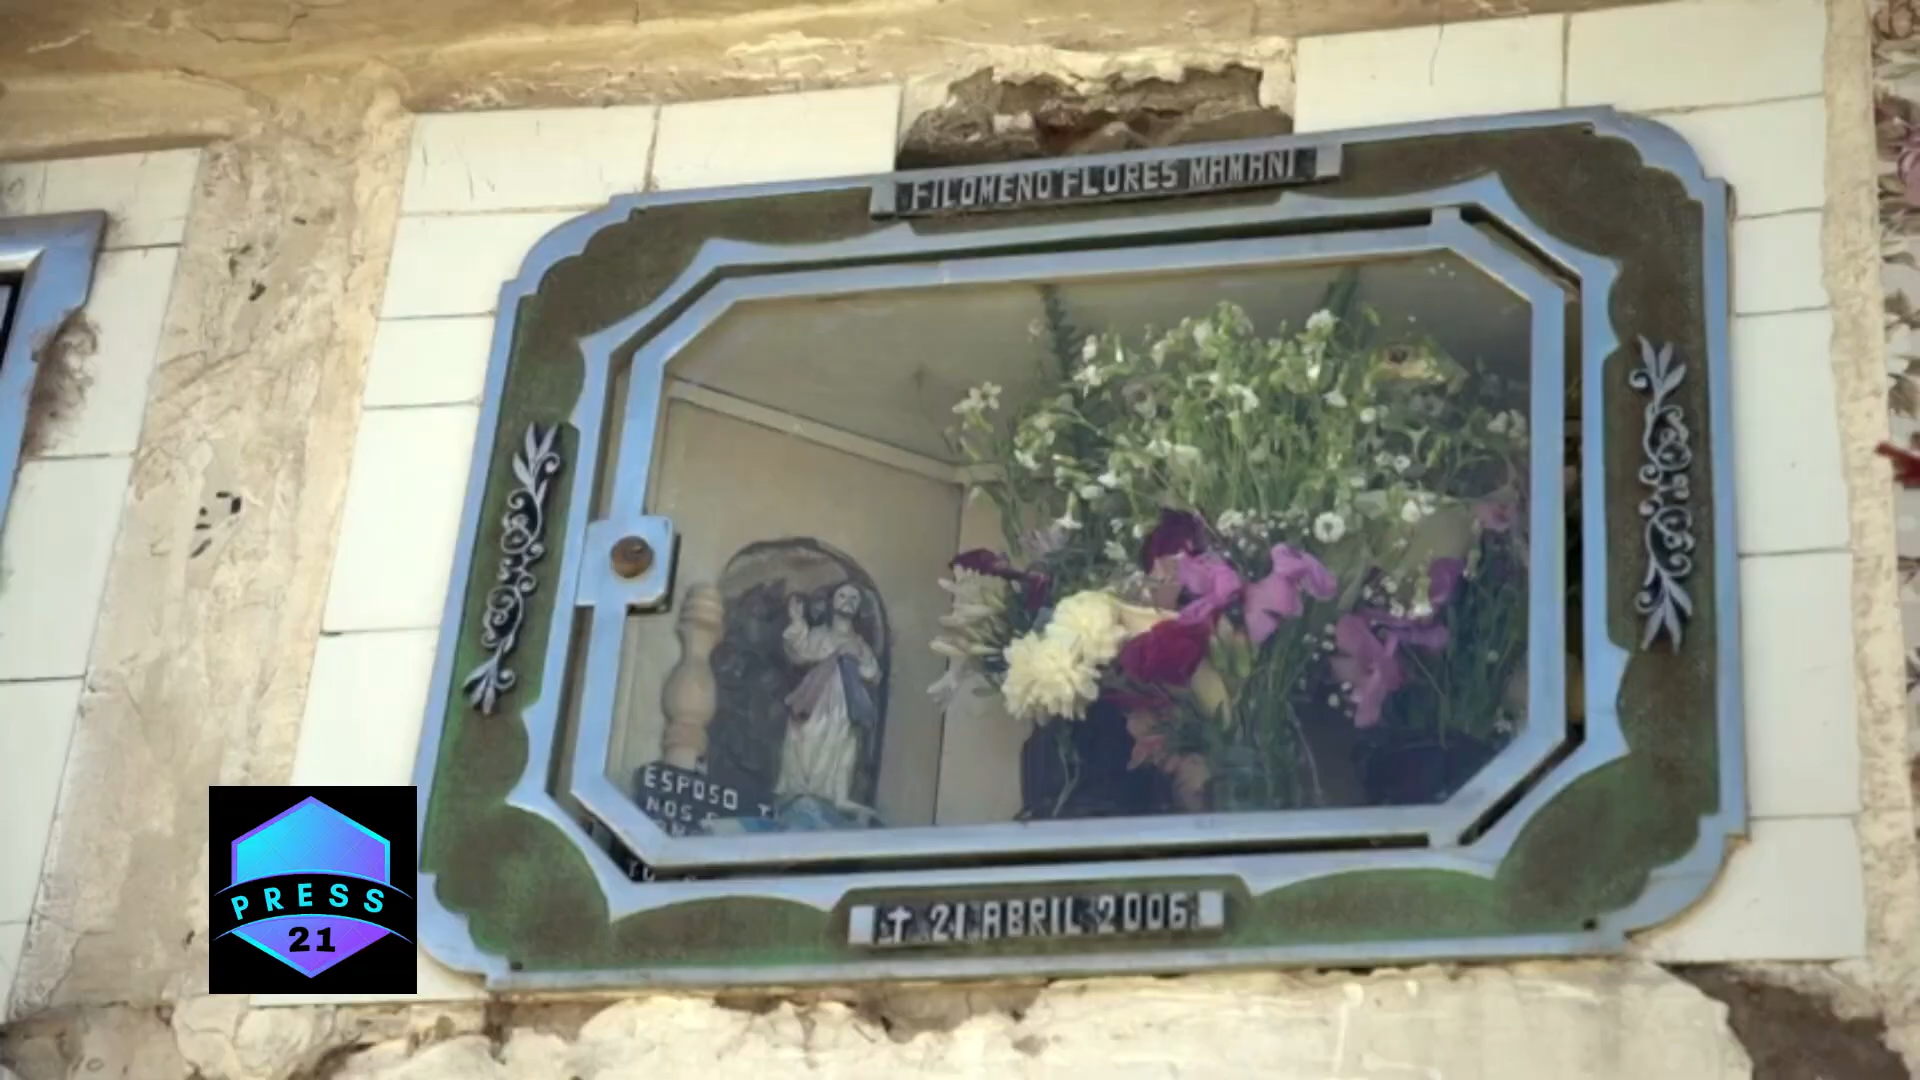 FILOMENO FLORES MAMANI
ESPOSO
NOS
✝ 21 ABRIL 2006
PRESS
21